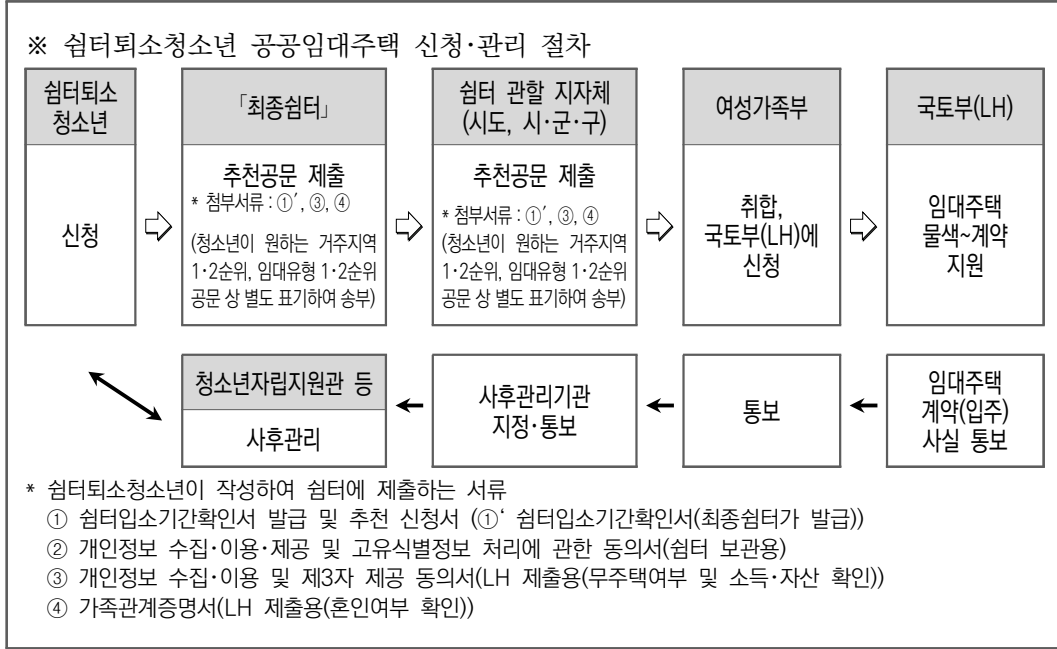 ※ 쉼터퇴소청소년 공공임대주택 신청·관리 절차
쉼터퇴소
청소년
신청
「최종쉼터」
추천공문 제출
* 첨부서류 : ①′, ③, ④
(청소년이 원하는 거주지역
1·2순위, 임대유형 1·2순위
공문 상 별도 표기하여 송부)
쉼터 관할 지자체
(시도, 시·군·구)
추천공문 제출
* 첨부서류 : ①′, ③, ④
(청소년이 원하는 거주지역
1·2순위, 임대유형 1·2순위
공문 상 별도 표기하여 송부)
여성가족부
취합,
국토부(LH)에
신청
국토부(LH)
임대주택
물색~계약
지원
청소년자립지원관 등
사후관리
사후관리기관
지정·통보
통보
임대주택
계약(입주)
사실 통보
* 쉼터퇴소청소년이 작성하여 쉼터에 제출하는 서류
① 쉼터입소기간확인서 발급 및 추천 신청서 (①‘ 쉼터입소기간확인서(최종쉼터가 발급))
② 개인정보 수집·이용·제공 및 고유식별정보 처리에 관한 동의서(쉼터 보관용)
③ 개인정보 수집·이용 및 제3자 제공 동의서(LH 제출용(무주택여부 및 소득·자산 확인))
④ 가족관계증명서(LH 제출용(혼인여부 확인))